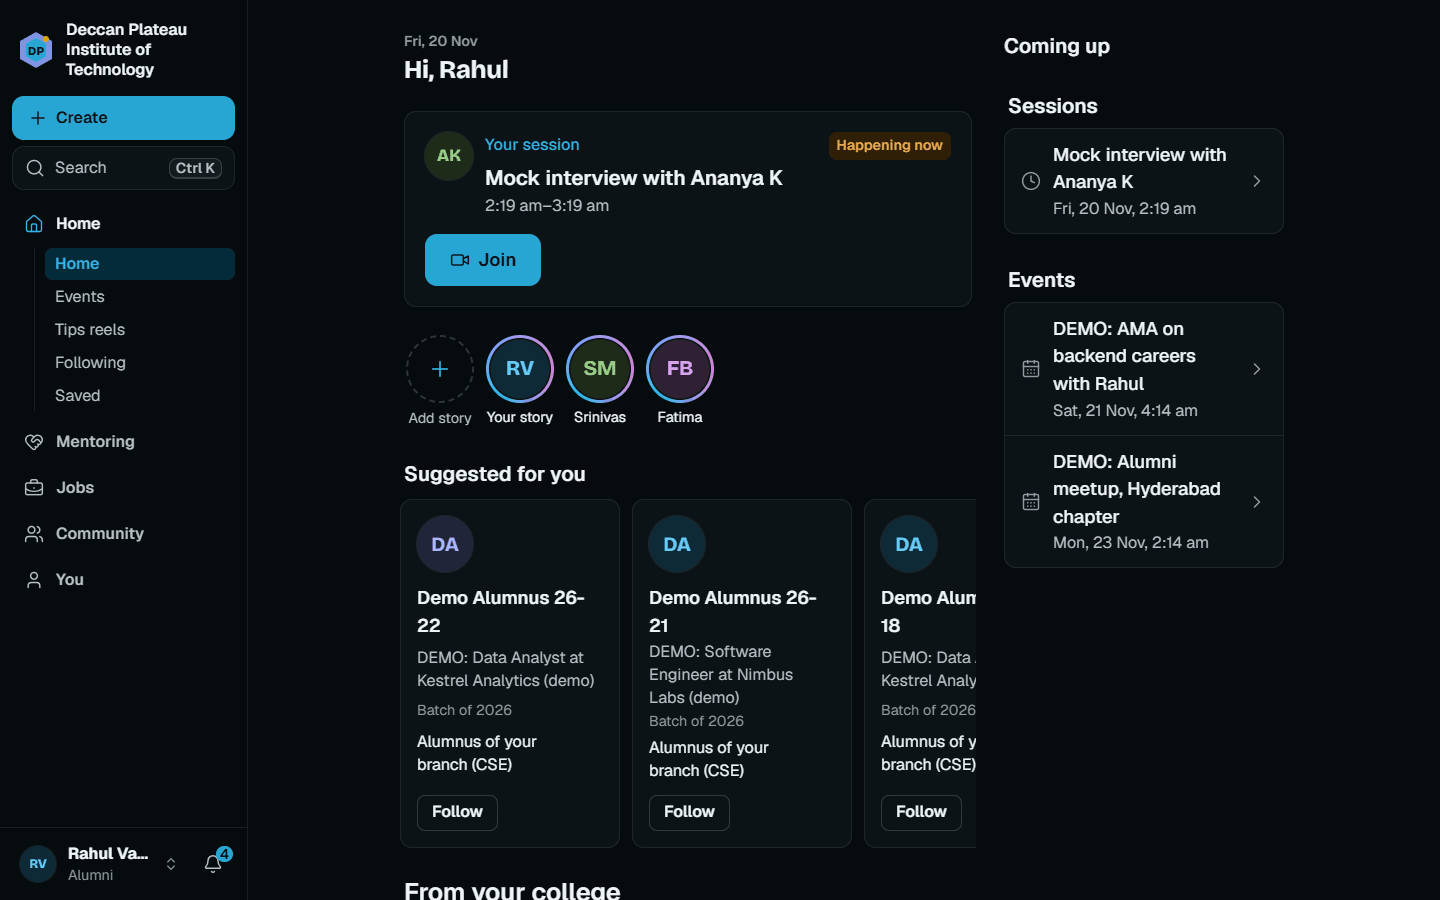 DP
Deccan Plateau
Institute of
Technology
Create
Search
Ctrl K
Home
Home
Events
Tips reels
Following
Saved
Mentoring
Jobs
Community
You
RV
Rahul Va...
Alumni
4
Fri, 20 Nov
Hi, Rahul
AK
Your session
Happening now
Mock interview with Ananya K
2:19 am–3:19 am
Join
RV
SM
FB
Add story
Your story
Srinivas
Fatima
Suggested for you
DA
Demo Alumnus 26-
22
DEMO: Data Analyst at
Kestrel Analytics (demo)
Batch of 2026
Alumnus of your
branch (CSE)
Follow
DA
Demo Alumnus 26-
21
DEMO: Software
Engineer at Nimbus
Labs (demo)
Batch of 2026
Alumnus of your
branch (CSE)
Follow
DA
Demo Alum
18
DEMO: Data
Kestrel Analy
Batch of 2026
Alumnus of y
branch (CSE)
Follow
From your college
Coming up
Sessions
Mock interview with
Ananya K
Fri, 20 Nov, 2:19 am
Events
DEMO: AMA on
backend careers
with Rahul
Sat, 21 Nov, 4:14 am
DEMO: Alumni
meetup, Hyderabad
chapter
Mon, 23 Nov, 2:14 am